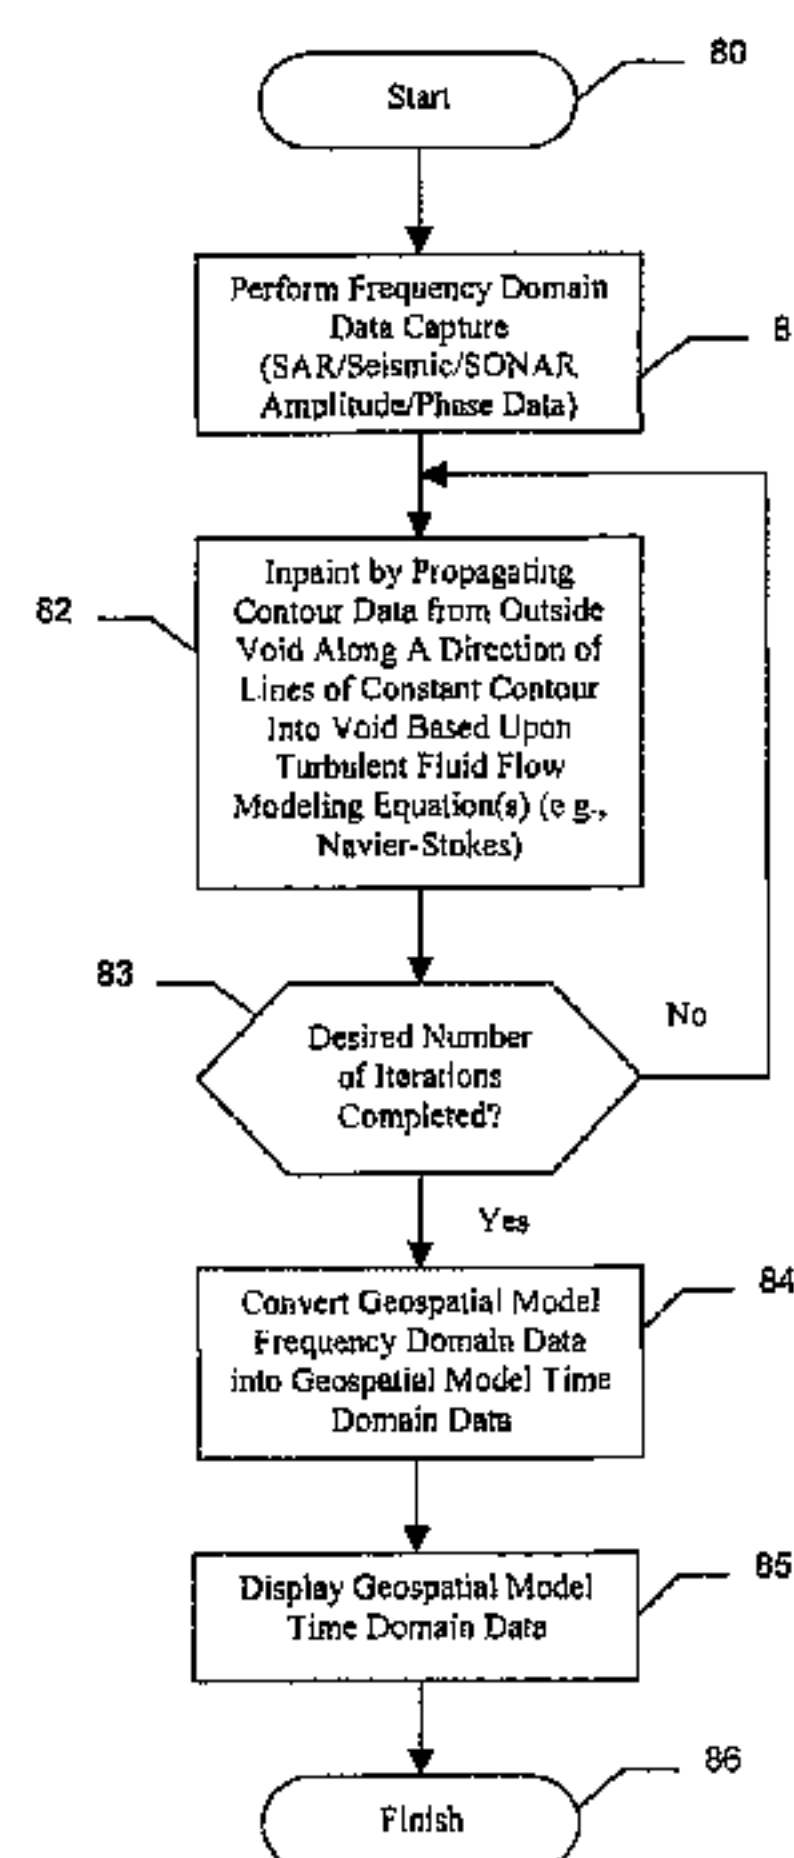 80
Start
Perform Frequency Domain
Data Capture
(SAR/Seismic/SONAR
Amplitude/Phase Data)
8
82
Inpaint by Propagating
Contour Data from Outside
Void Along A Direction of
Lines of Constant Contour
Into Void Based Upon
Turbulent Fluid Flow
Modeling Equation(s) (e g.,
Navier-Stokes)
83
Desired Number
of Iterations
Completed?
No
Yes
84
Convert Geospatial Model
Frequency Domain Data
into Geospatial Model Time
Domain Data
85
Display Geospatial Model
Time Domain Data
86
Finish